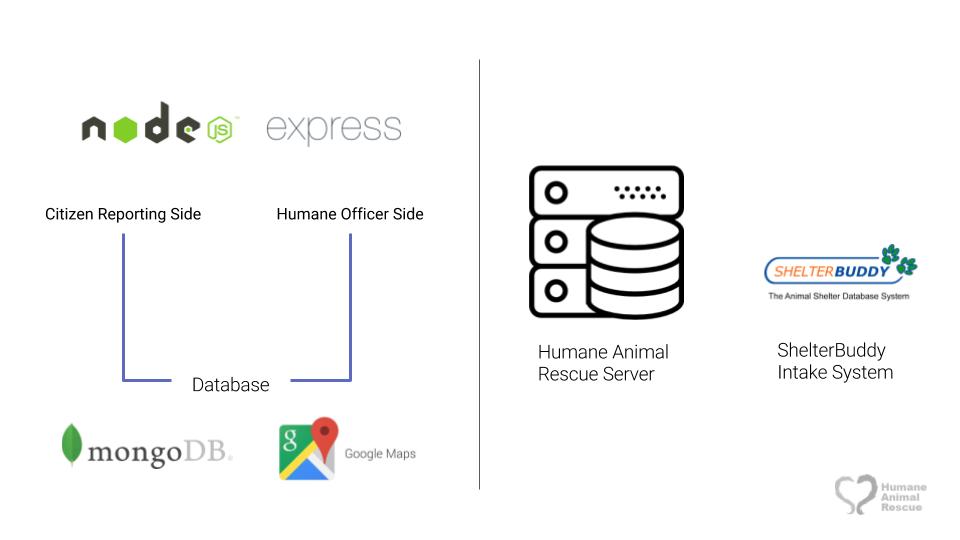 node JS ™
express
Citizen Reporting Side
Humane Officer Side
Database
mongoDB®
g
Google Maps
Humane Animal
Rescue Server
SHELTERBUDDY
The Animal Shelter Database System
ShelterBuddy
Intake System
Humane
Animal
Rescue